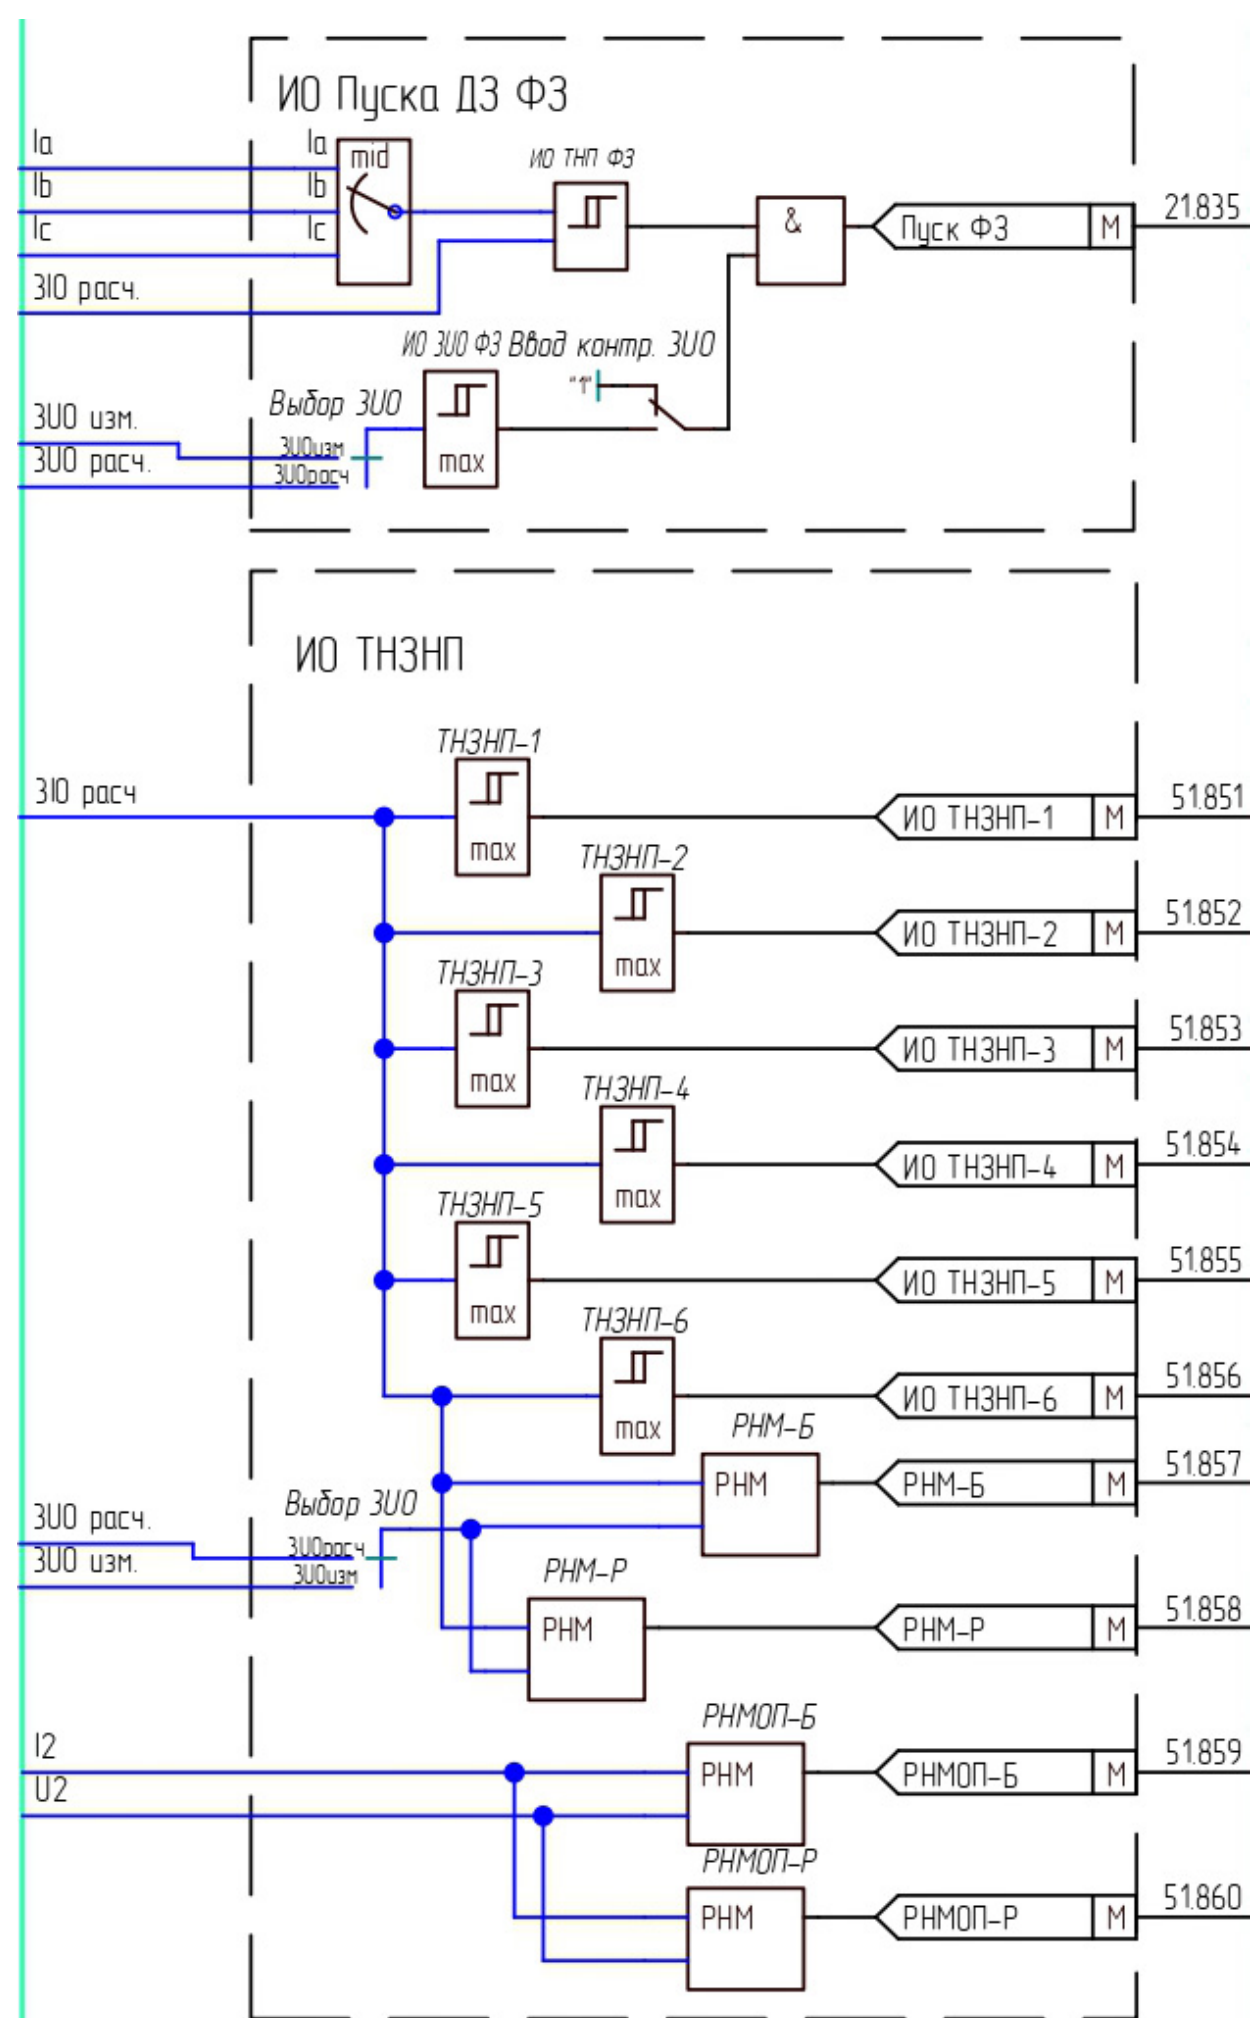 ИО Пуска ДЗ ФЗ
Ia
Ia
mid
ИО ТНП ФЗ
Ib
Ib
21.835
&
Ic
Ic
Пуск ФЗ
М
3I0 расч.
ИО 3U0 ФЗ
Ввод контр. 3U0
"1"
Выбор 3U0
3U0 изм.
3U0изм
3U0 расч.
3U0расч
max
ИО ТНЗНП
ТНЗНП-1
3I0 расч
51.851
ИО ТНЗНП-1
М
max
ТНЗНП-2
51.852
ИО ТНЗНП-2
М
max
ТНЗНП-3
51.853
ИО ТНЗНП-3
М
max
ТНЗНП-4
51.854
ИО ТНЗНП-4
М
max
ТНЗНП-5
51.855
ИО ТНЗНП-5
М
max
ТНЗНП-6
51.856
ИО ТНЗНП-6
М
max
РНМ-Б
51.857
РНМ
РНМ-Б
М
Выбор 3U0
3U0 расч.
3U0расч
3U0 изм.
3U0изм
РНМ-Р
51.858
РНМ
РНМ-Р
М
РНМОП-Б
I2
51.859
РНМ
РНМОП-Б
М
U2
РНМОП-Р
51.860
РНМ
РНМОП-Р
М